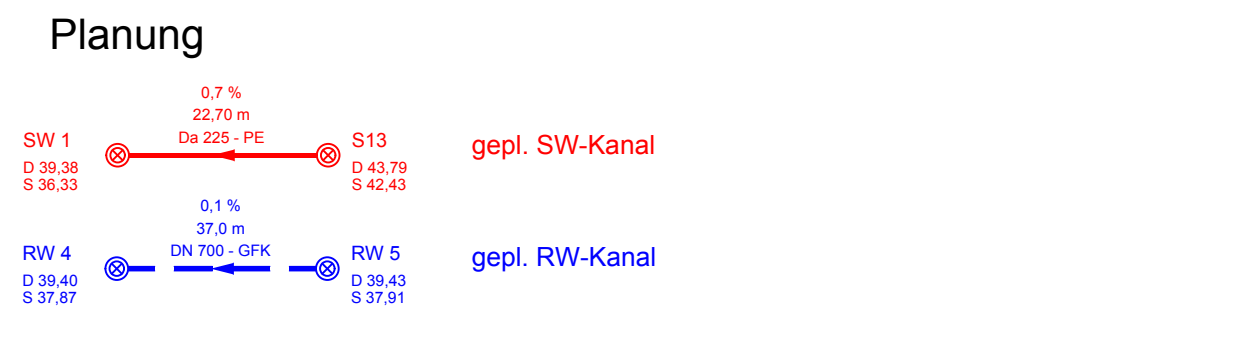 Planung
0,7 %
22,70 m
Da 225 - PE
SW 1
D 39,38
S 36,33
S13
D 43,79
S 42,43
gepl. SW-Kanal
0,1 %
37,0 m
DN 700 - GFK
RW 4
D 39,40
S 37,87
RW 5
D 39,43
S 37,91
gepl. RW-Kanal